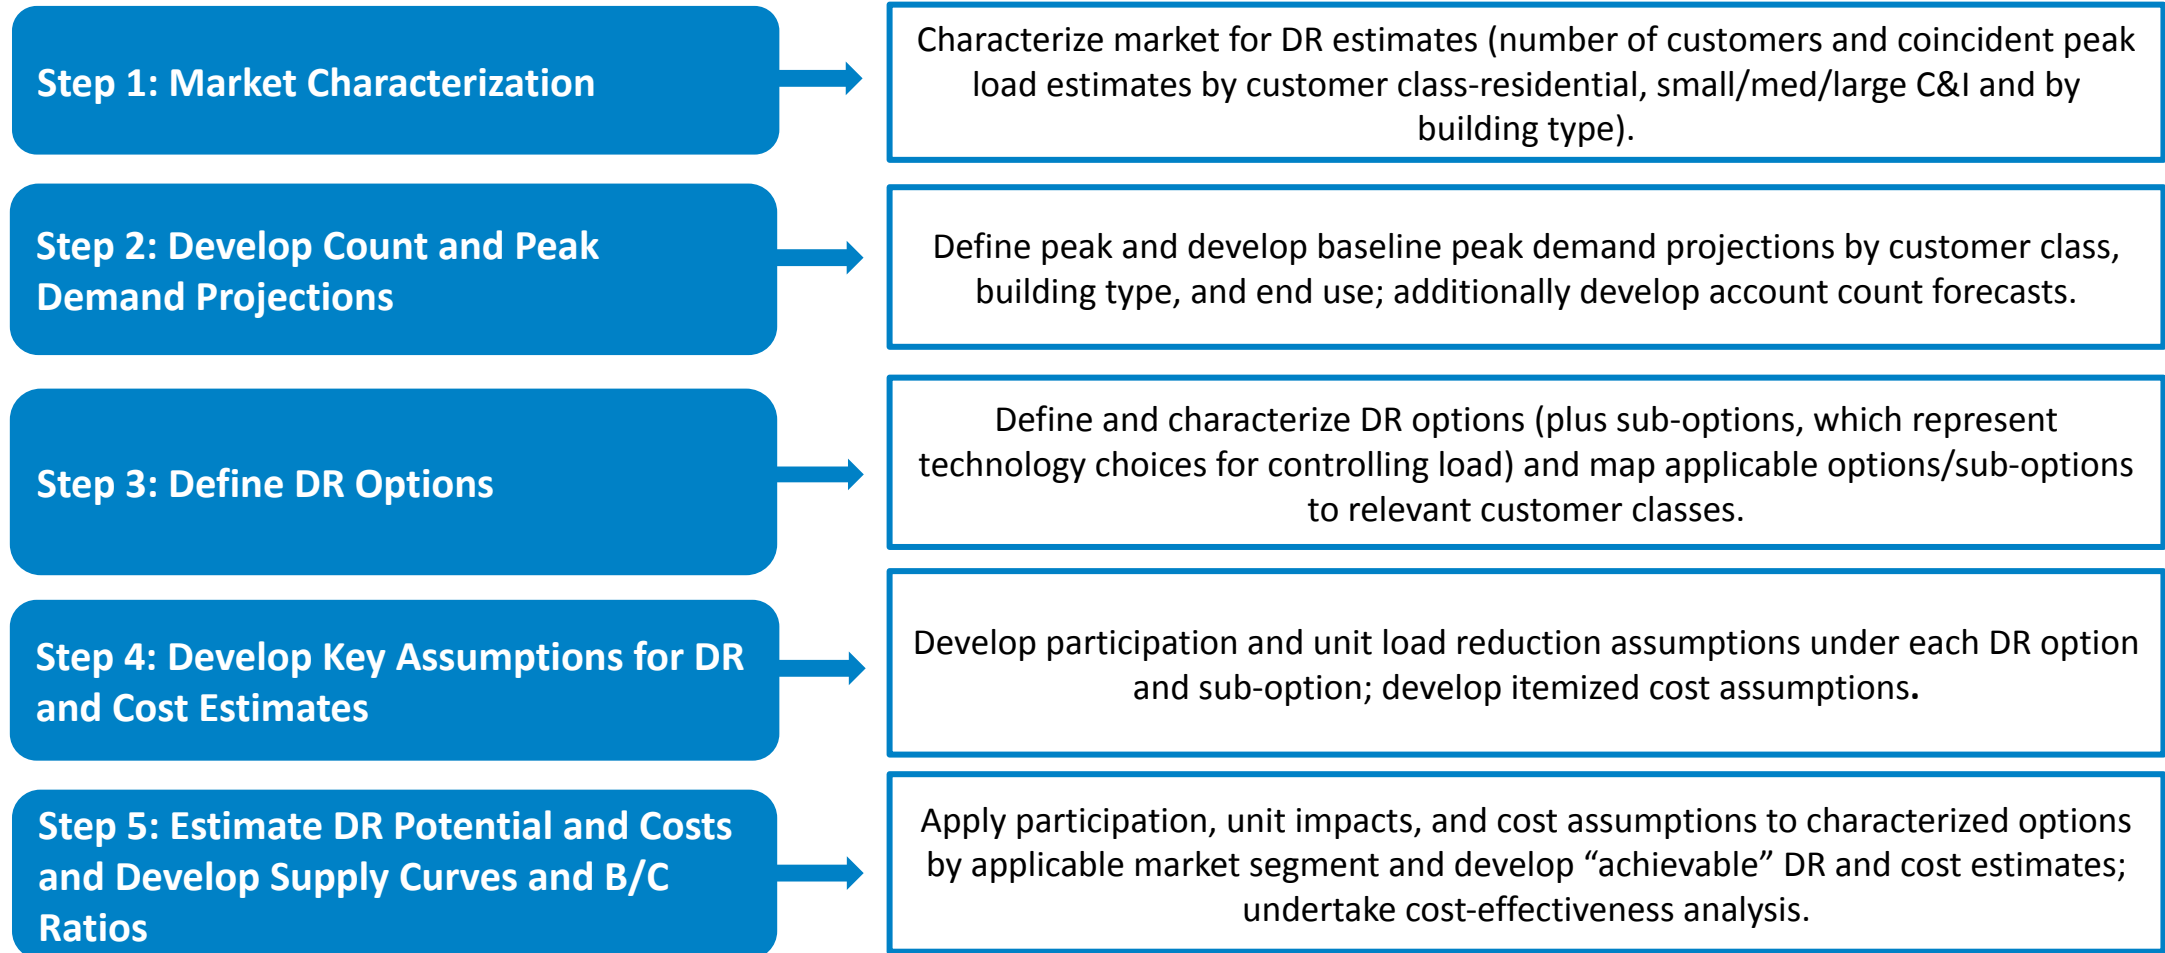 Step 1: Market Characterization
Characterize market for DR estimates (number of customers and coincident peak
load estimates by customer class-residential, small/med/large C&I and by
building type).
Step 2: Develop Count and Peak
Demand Projections
Define peak and develop baseline peak demand projections by customer class,
building type, and end use; additionally develop account count forecasts.
Step 3: Define DR Options
Define and characterize DR options (plus sub-options, which represent
technology choices for controlling load) and map applicable options/sub-options
to relevant customer classes.
Step 4: Develop Key Assumptions for DR
and Cost Estimates
Develop participation and unit load reduction assumptions under each DR option
and sub-option; develop itemized cost assumptions.
Step 5: Estimate DR Potential and Costs
and Develop Supply Curves and B/C
Ratios
Apply participation, unit impacts, and cost assumptions to characterized options
by applicable market segment and develop “achievable” DR and cost estimates;
undertake cost-effectiveness analysis.